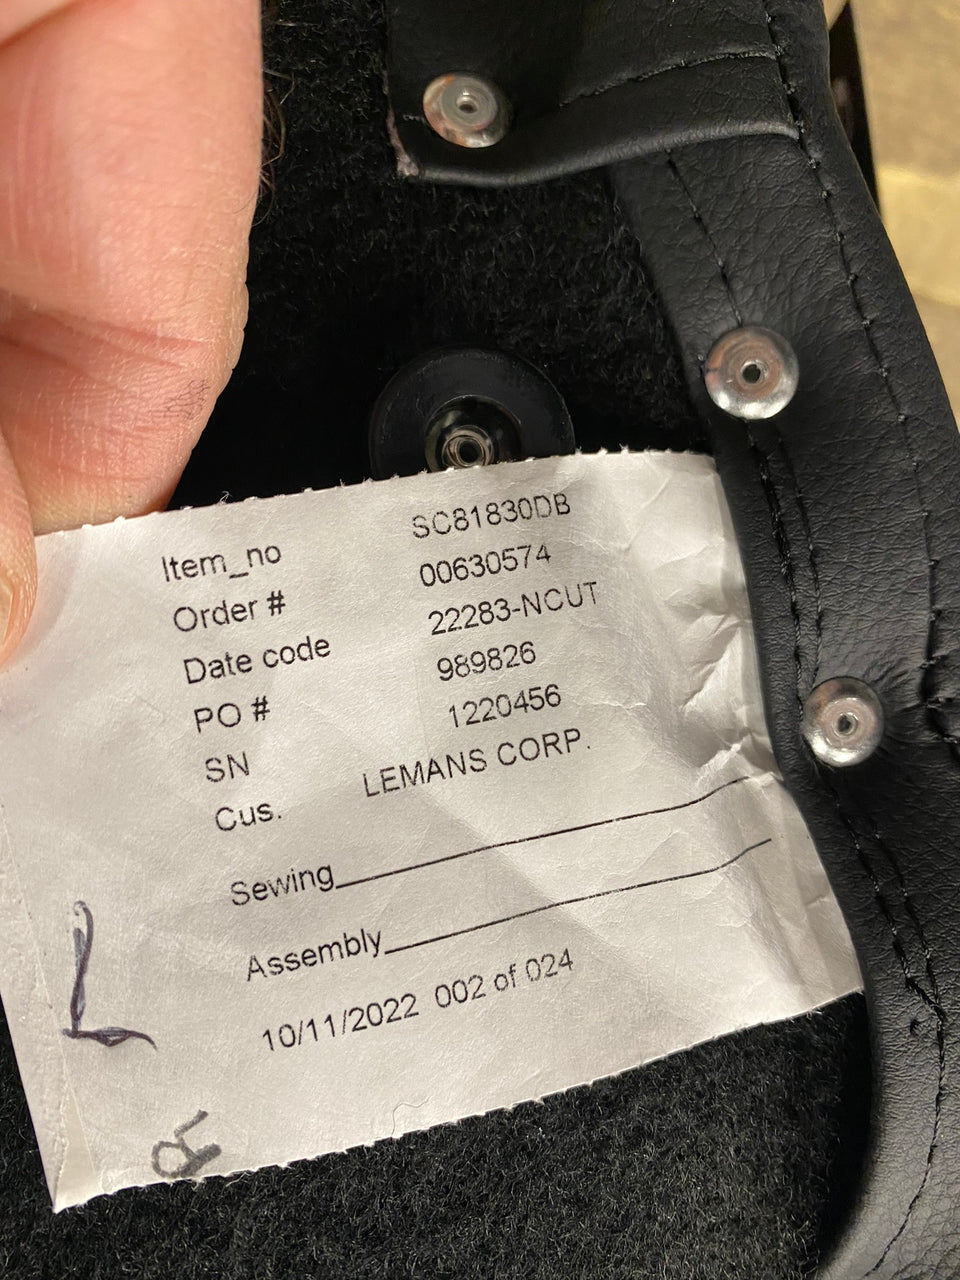 Item_no SC81830DB
Order # 00630574
Date code 22283-NCUT
PO # 989826
SN 1220456
Cus. LEMANS CORP.
Sewing
Assembly
10/11/2022 002 of 024
L